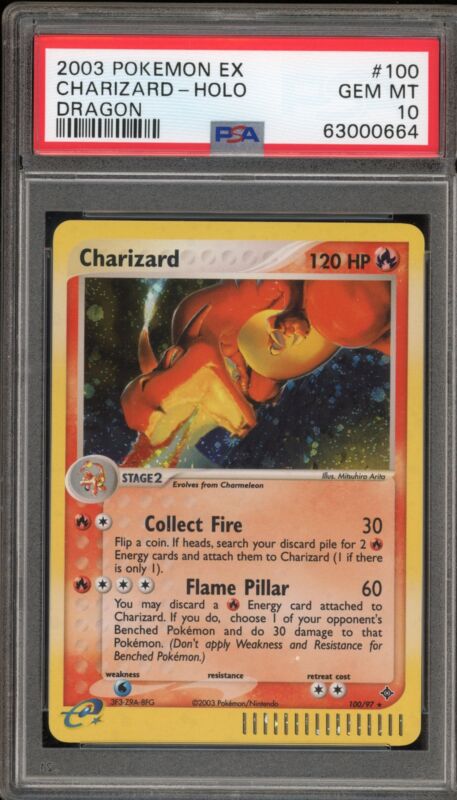 2003 POKEMON EX #100
CHARIZARD – HOLO GEM MT
DRAGON 10
PSA 63000664
Charizard 120 HP
Illus. Mitsuhiro Arita
STAGE 2
Evolves from Charmeleon
Collect Fire 30
Flip a coin. If heads, search your discard pile for 2
Energy cards and attach them to Charizard (1 if there
is only 1).
Flame Pillar 60
You may discard a Energy card attached to
Charizard. If you do, choose 1 of your opponent's
Benched Pokémon and do 30 damage to that
Pokémon. (Don't apply Weakness and Resistance for
Benched Pokémon.)
weakness resistance retreat cost
3F3-Z9A-8FG ©2003 Pokémon/Nintendo 100/97 ★
e